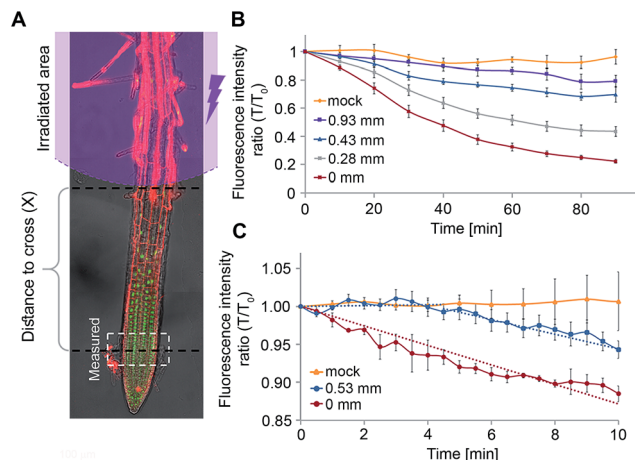 A
Irradiated area
Distance to cross (X)
Measured
B
Fluorescence intensity
ratio (T/T0)
1
0.8
0.6
0.4
0.2
0
mock
0.93 mm
0.43 mm
0.28 mm
0 mm
0
20
40
60
80
Time [min]
C
Fluorescence intensity
ratio (T/T0)
1.05
1.00
0.95
0.90
0.85
mock
0.53 mm
0 mm
0
2
4
6
8
10
Time [min]